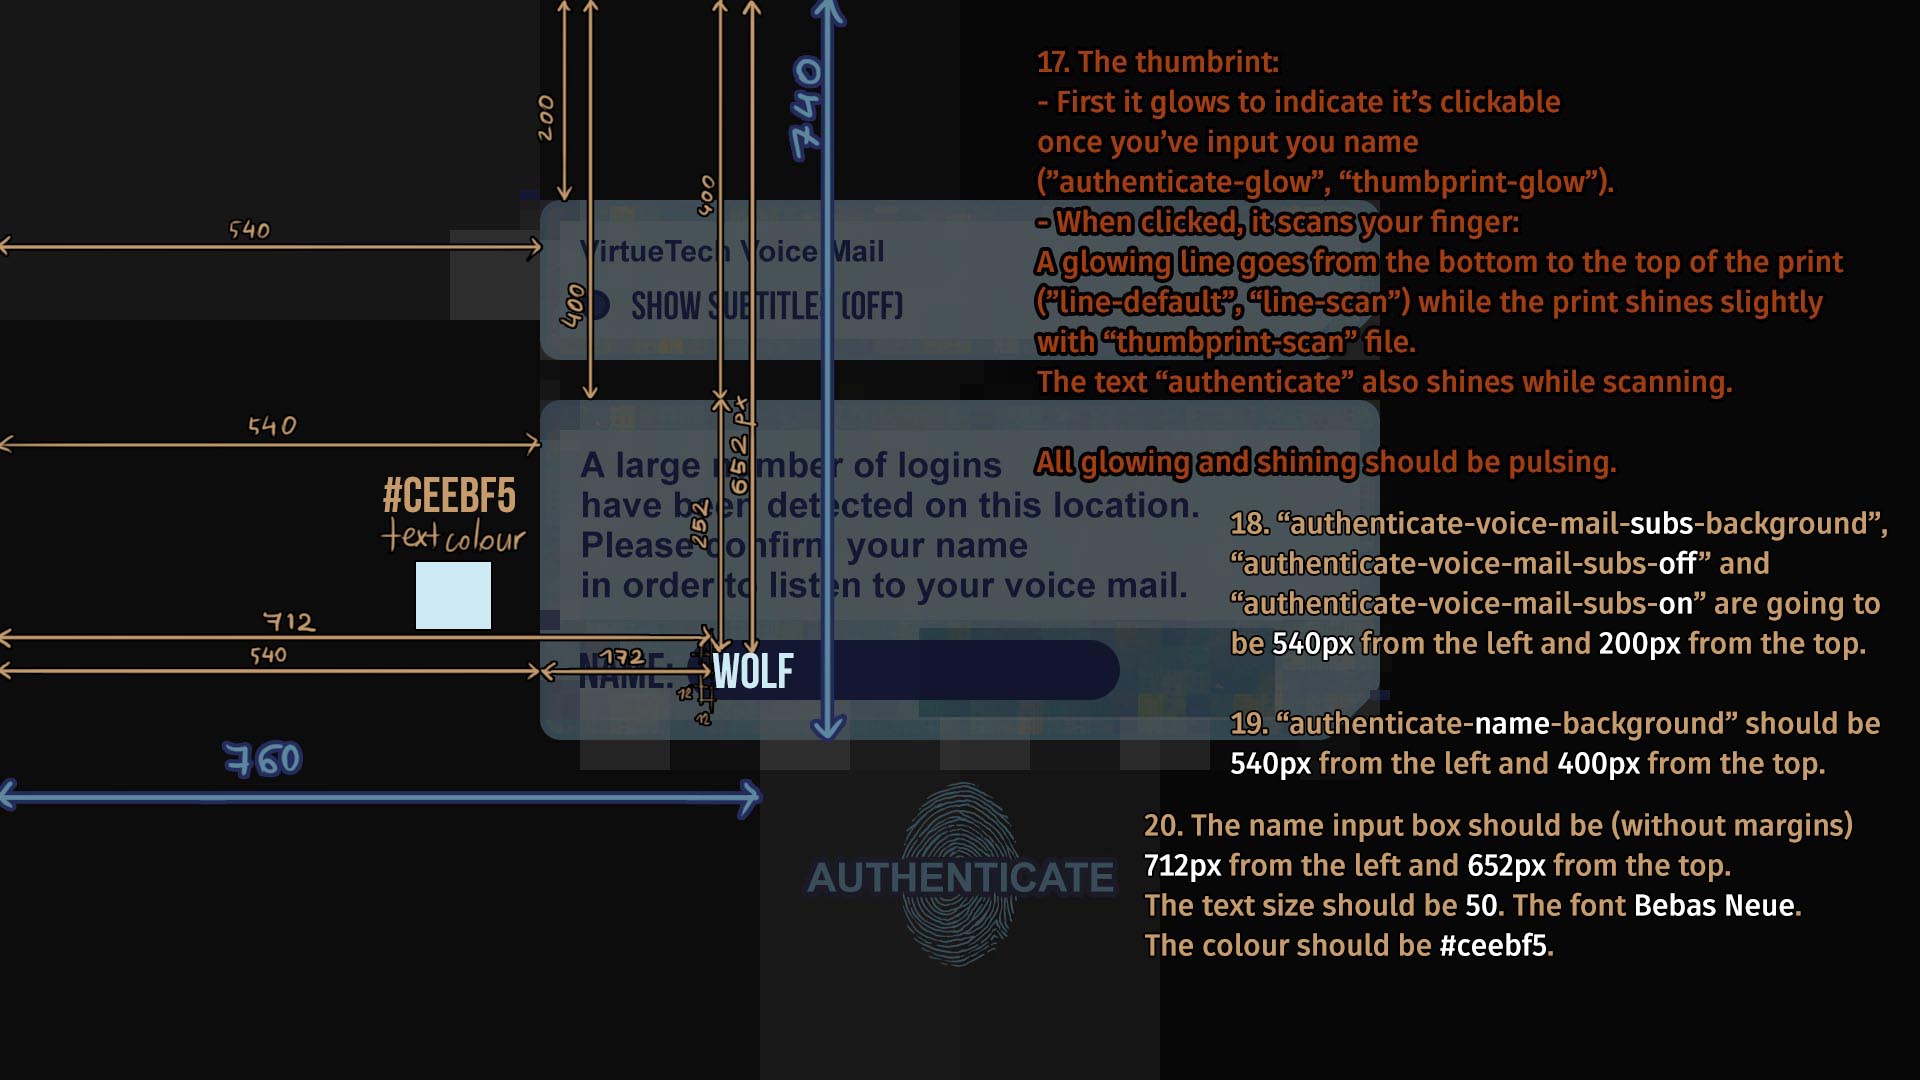 200
400
400
652 px
252
740
540
540
#CEEBF5
text colour
712
540
172
12
12
760
VirtueTech Voice Mail
SHOW SUBTITLES (OFF)
A large number of logins
have been detected on this location.
Please confirm your name
in order to listen to your voice mail.
NAME:
WOLF
AUTHENTICATE
17. The thumbrint:
- First it glows to indicate it’s clickable
once you’ve input you name
(”authenticate-glow”, “thumbprint-glow”).
- When clicked, it scans your finger:
A glowing line goes from the bottom to the top of the print
(”line-default”, “line-scan”) while the print shines slightly
with “thumbprint-scan” file.
The text “authenticate” also shines while scanning.
All glowing and shining should be pulsing.
18. “authenticate-voice-mail-subs-background”,
“authenticate-voice-mail-subs-off” and
“authenticate-voice-mail-subs-on” are going to
be 540px from the left and 200px from the top.
19. “authenticate-name-background” should be
540px from the left and 400px from the top.
20. The name input box should be (without margins)
712px from the left and 652px from the top.
The text size should be 50. The font Bebas Neue.
The colour should be #ceebf5.